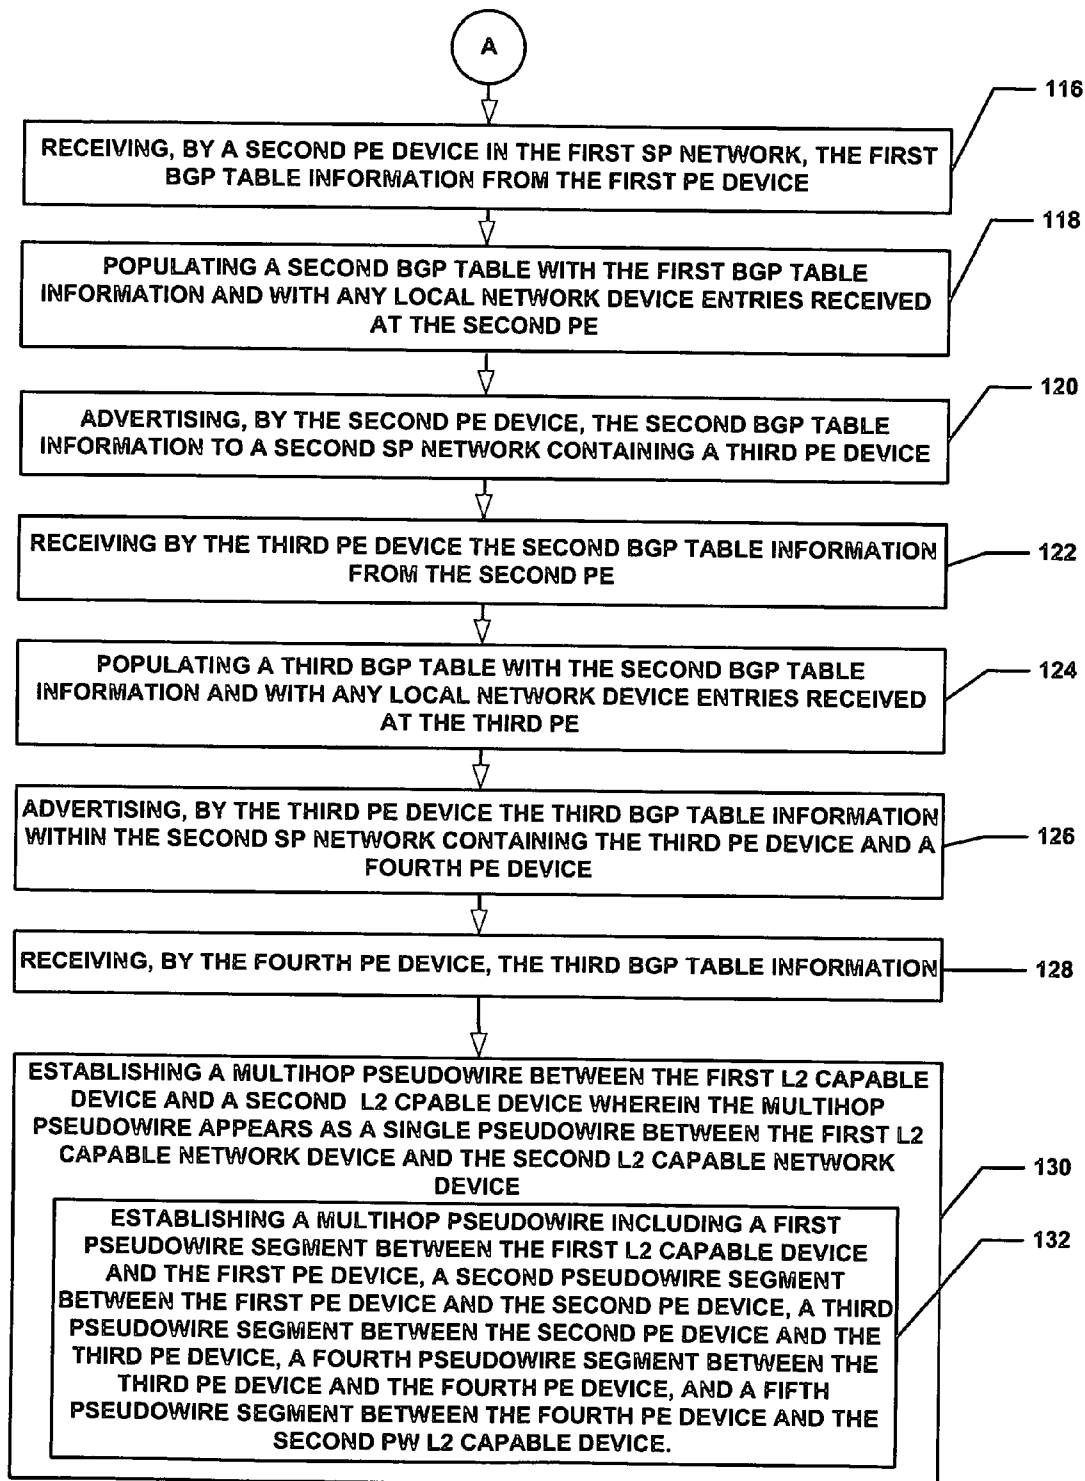 A
116
RECEIVING, BY A SECOND PE DEVICE IN THE FIRST SP NETWORK, THE FIRST
BGP TABLE INFORMATION FROM THE FIRST PE DEVICE
118
POPULATING A SECOND BGP TABLE WITH THE FIRST BGP TABLE
INFORMATION AND WITH ANY LOCAL NETWORK DEVICE ENTRIES RECEIVED
AT THE SECOND PE
120
ADVERTISING, BY THE SECOND PE DEVICE, THE SECOND BGP TABLE
INFORMATION TO A SECOND SP NETWORK CONTAINING A THIRD PE DEVICE
122
RECEIVING BY THE THIRD PE DEVICE THE SECOND BGP TABLE INFORMATION
FROM THE SECOND PE
124
POPULATING A THIRD BGP TABLE WITH THE SECOND BGP TABLE
INFORMATION AND WITH ANY LOCAL NETWORK DEVICE ENTRIES RECEIVED
AT THE THIRD PE
126
ADVERTISING, BY THE THIRD PE DEVICE THE THIRD BGP TABLE INFORMATION
WITHIN THE SECOND SP NETWORK CONTAINING THE THIRD PE DEVICE AND A
FOURTH PE DEVICE
128
RECEIVING, BY THE FOURTH PE DEVICE, THE THIRD BGP TABLE INFORMATION
130
ESTABLISHING A MULTIHOP PSEUDOWIRE BETWEEN THE FIRST L2 CAPABLE
DEVICE AND A SECOND L2 CPABLE DEVICE WHEREIN THE MULTIHOP
PSEUDOWIRE APPEARS AS A SINGLE PSEUDOWIRE BETWEEN THE FIRST L2
CAPABLE NETWORK DEVICE AND THE SECOND L2 CAPABLE NETWORK
DEVICE
132
ESTABLISHING A MULTIHOP PSEUDOWIRE INCLUDING A FIRST
PSEUDOWIRE SEGMENT BETWEEN THE FIRST L2 CAPABLE DEVICE
AND THE FIRST PE DEVICE, A SECOND PSEUDOWIRE SEGMENT
BETWEEN THE FIRST PE DEVICE AND THE SECOND PE DEVICE, A THIRD
PSEUDOWIRE SEGMENT BETWEEN THE SECOND PE DEVICE AND THE
THIRD PE DEVICE, A FOURTH PSEUDOWIRE SEGMENT BETWEEN THE
THIRD PE DEVICE AND THE FOURTH PE DEVICE, AND A FIFTH
PSEUDOWIRE SEGMENT BETWEEN THE FOURTH PE DEVICE AND THE
SECOND PW L2 CAPABLE DEVICE.